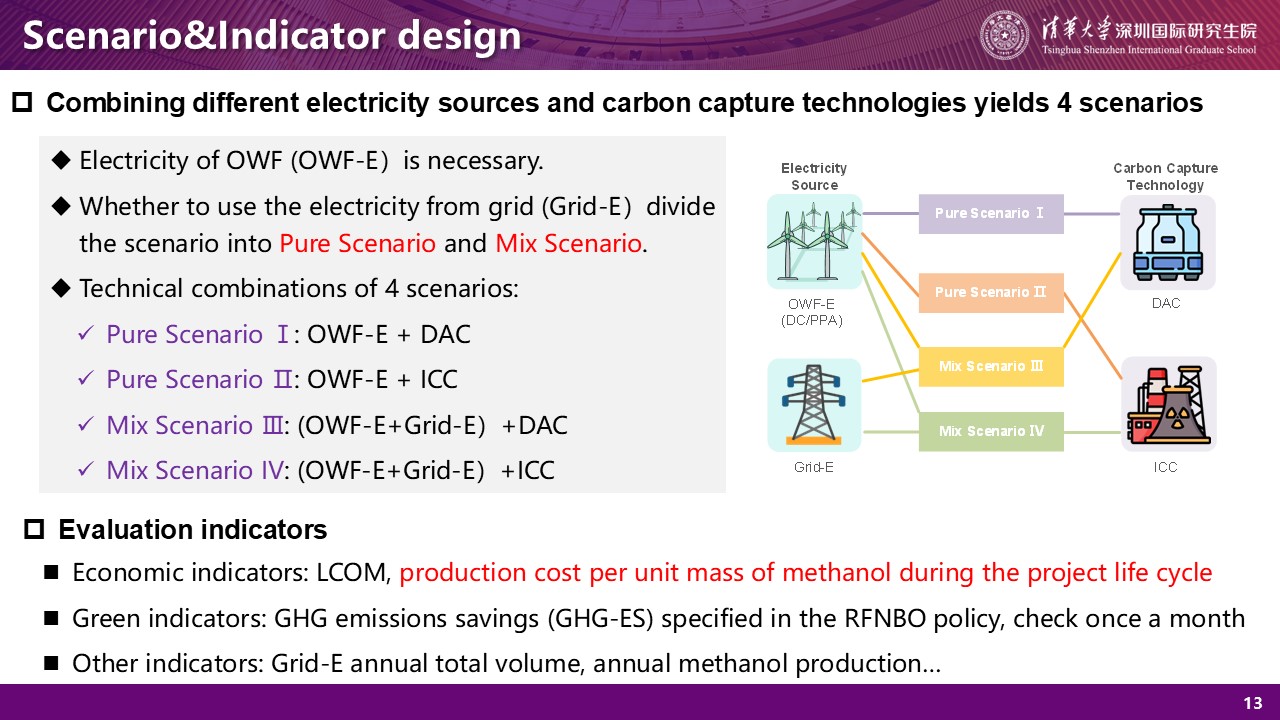 Scenario&Indicator design
清华大学深圳国际研究生院
Tsinghua Shenzhen International Graduate School
Combining different electricity sources and carbon capture technologies yields 4 scenarios
Electricity of OWF (OWF-E）is necessary.
Whether to use the electricity from grid (Grid-E）divide
the scenario into Pure Scenario and Mix Scenario.
Technical combinations of 4 scenarios:
Pure Scenario Ⅰ: OWF-E + DAC
Pure Scenario Ⅱ: OWF-E + ICC
Mix Scenario Ⅲ: (OWF-E+Grid-E）+DAC
Mix Scenario IV: (OWF-E+Grid-E）+ICC
Electricity
Source
Carbon Capture
Technology
Pure Scenario Ⅰ
Pure Scenario Ⅱ
Mix Scenario Ⅲ
Mix Scenario IV
OWF-E
(DC/PPA)
DAC
Grid-E
ICC
Evaluation indicators
Economic indicators: LCOM, production cost per unit mass of methanol during the project life cycle
Green indicators: GHG emissions savings (GHG-ES) specified in the RFNBO policy, check once a month
Other indicators: Grid-E annual total volume, annual methanol production…
13